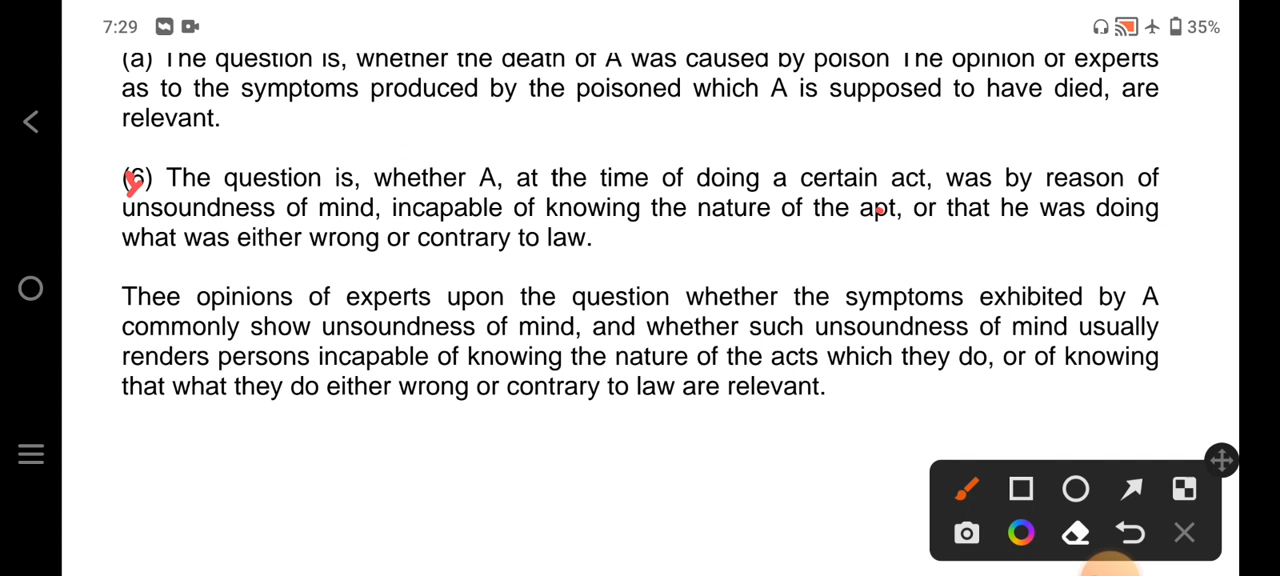 7:29
35%
(a) The question is, whether the death of A was caused by poison The opinion of experts
as to the symptoms produced by the poisoned which A is supposed to have died, are
relevant.
(6) The question is, whether A, at the time of doing a certain act, was by reason of
unsoundness of mind, incapable of knowing the nature of the apt, or that he was doing
what was either wrong or contrary to law.
Thee opinions of experts upon the question whether the symptoms exhibited by A
commonly show unsoundness of mind, and whether such unsoundness of mind usually
renders persons incapable of knowing the nature of the acts which they do, or of knowing
that what they do either wrong or contrary to law are relevant.